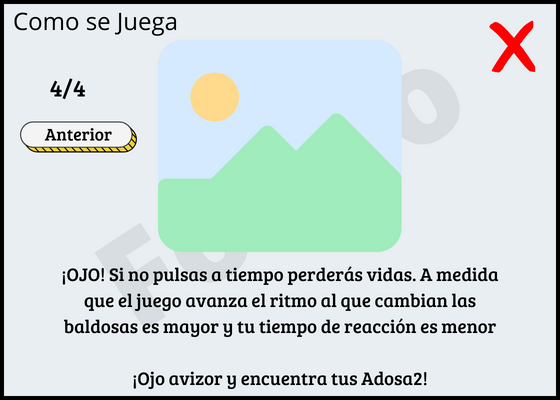 Como se Juega
4/4
Anterior
¡OJO! Si no pulsas a tiempo perderás vidas. A medida
que el juego avanza el ritmo al que cambian las
baldosas es mayor y tu tiempo de reacción es menor
¡Ojo avizor y encuentra tus Adosa2!